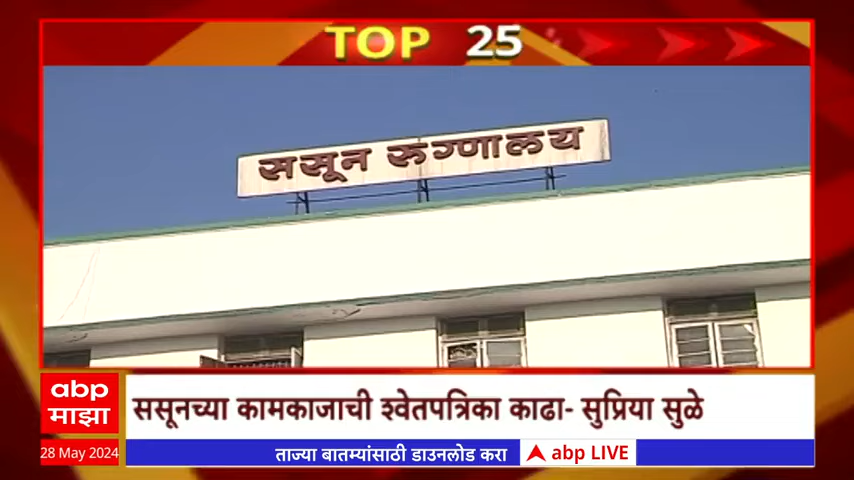 TOP 25
ससून रुग्णालय
abp
माझा
ससूनच्या कामकाजाची श्वेतपत्रिका काढा- सुप्रिया सुळे
28 May 2024
ताज्या बातम्यांसाठी डाउनलोड करा abp LIVE